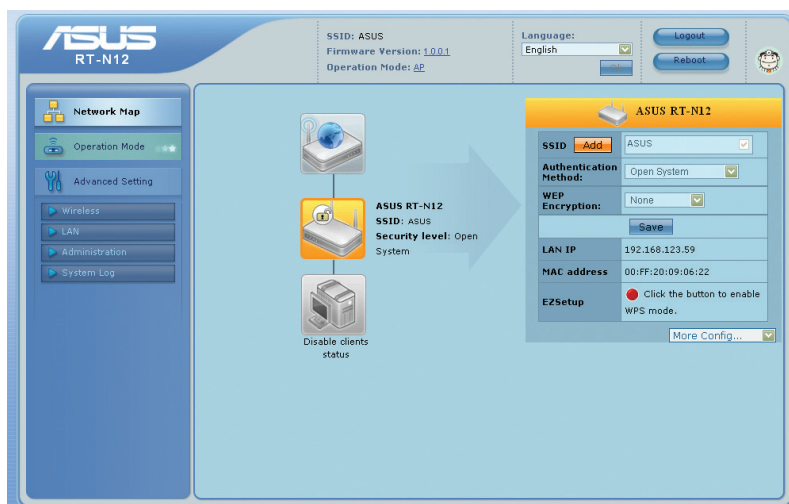 ASUS
RT-N12
SSID: ASUS
Firmware Version: 1.0.0.1
Operation Mode: AP
Language:
English
Logout
Reboot
Network Map
Operation Mode
Advanced Setting
Wireless
LAN
Administration
System Log
ASUS RT-N12
SSID: ASUS
Security level: Open
System
Disable clients
status
ASUS RT-N12
SSID Add ASUS
Authentication
Method: Open System
WEP
Encryption: None
Save
LAN IP 192.168.123.59
MAC address 00:FF:20:09:06:22
EZSetup Click the button to enable
WPS mode.
More Config...